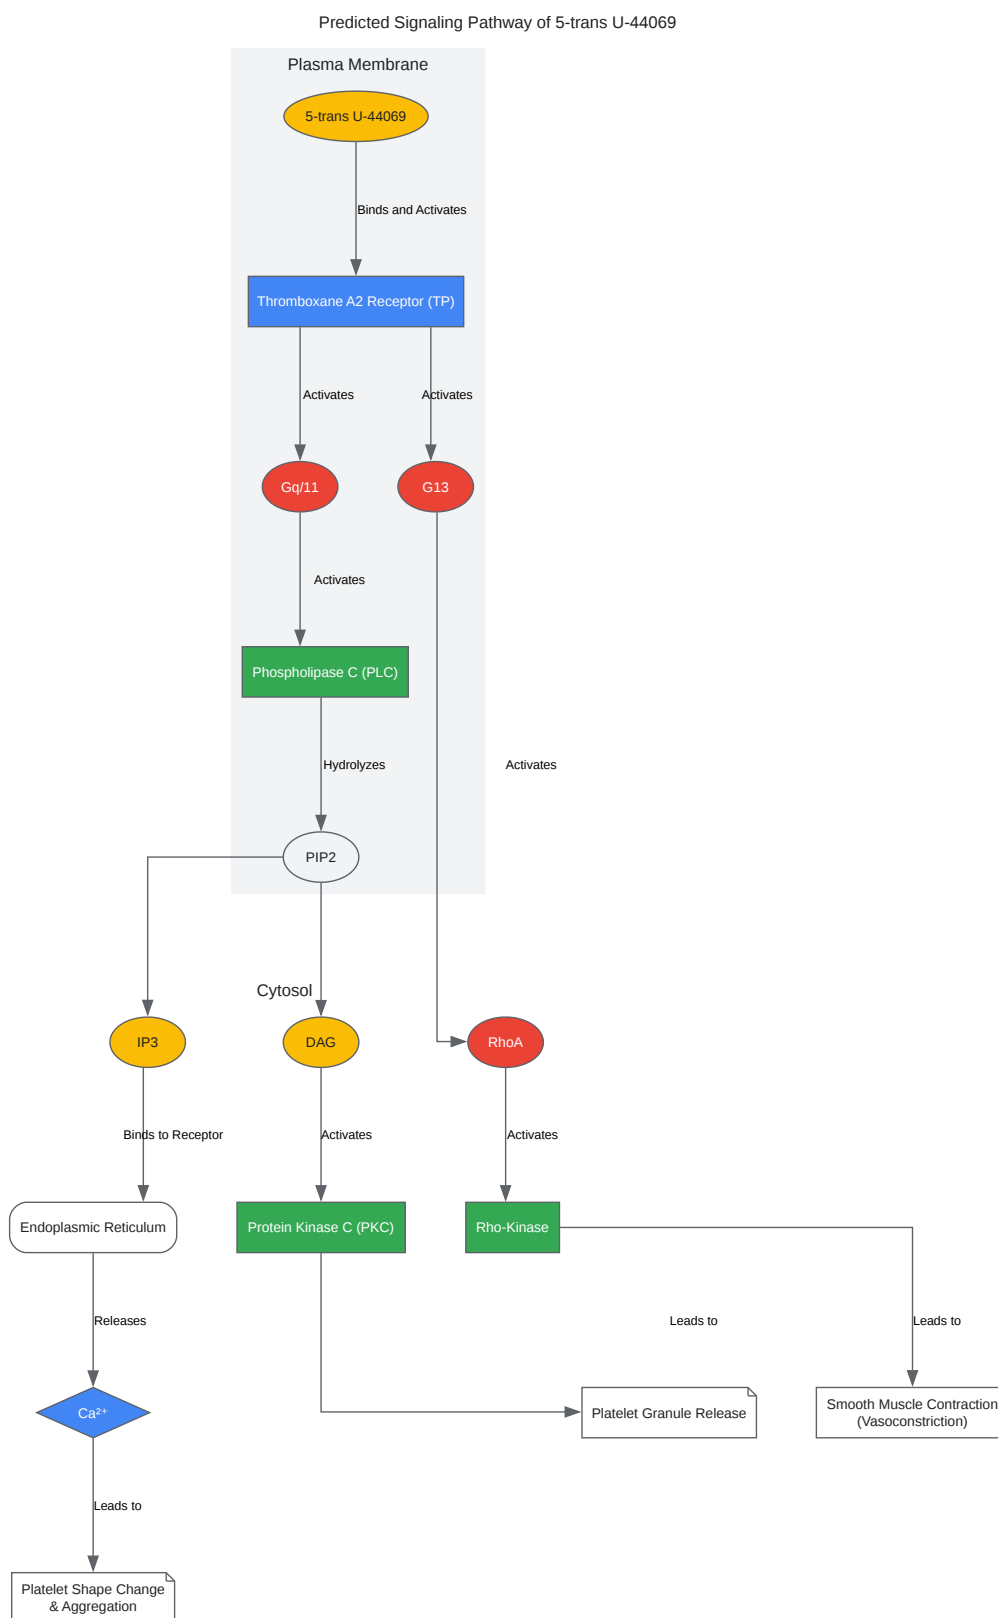 Predicted Signaling Pathway of 5-trans U-44069
Plasma Membrane
5-trans U-44069
Binds and Activates
Thromboxane A2 Receptor (TP)
Activates
Activates
Gq/11
G13
Activates
Phospholipase C (PLC)
Hydrolyzes
Activates
PIP2
Cytosol
IP3
DAG
RhoA
Binds to Receptor
Activates
Activates
Endoplasmic Reticulum
Protein Kinase C (PKC)
Rho-Kinase
Releases
Leads to
Leads to
Ca²⁺
Platelet Granule Release
Smooth Muscle Contraction
(Vasoconstriction)
Leads to
Platelet Shape Change
& Aggregation